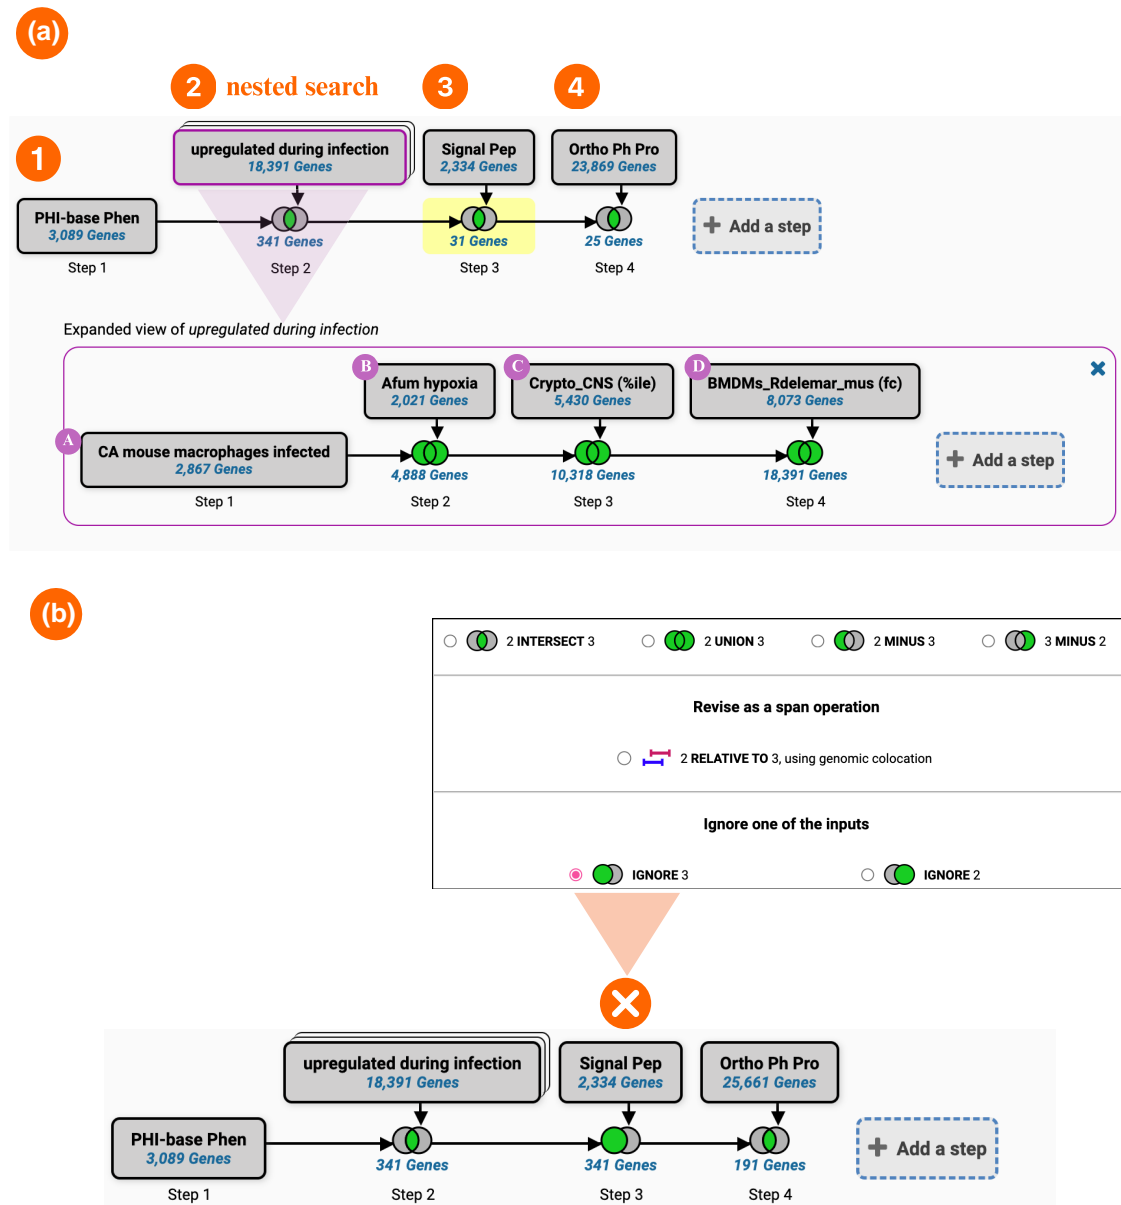 (a)
2 nested search
3
4
1
upregulated during infection
18,391 Genes
Signal Pep
2,334 Genes
Ortho Ph Pro
23,869 Genes
PHI-base Phen
3,089 Genes
341 Genes
31 Genes
25 Genes
+ Add a step
Step 1
Step 2
Step 3
Step 4
Expanded view of upregulated during infection
B
Afum hypoxia
2,021 Genes
C
Crypto_CNS (%ile)
5,430 Genes
D
BMDMs_Rdelemar_mus (fc)
8,073 Genes
A
CA mouse macrophages infected
2,867 Genes
4,888 Genes
10,318 Genes
18,391 Genes
+ Add a step
Step 1
Step 2
Step 3
Step 4
(b)
2 INTERSECT 3
2 UNION 3
2 MINUS 3
3 MINUS 2
Revise as a span operation
2 RELATIVE TO 3, using genomic colocation
Ignore one of the inputs
IGNORE 3
IGNORE 2
upregulated during infection
18,391 Genes
Signal Pep
2,334 Genes
Ortho Ph Pro
25,661 Genes
PHI-base Phen
3,089 Genes
341 Genes
341 Genes
191 Genes
+ Add a step
Step 1
Step 2
Step 3
Step 4